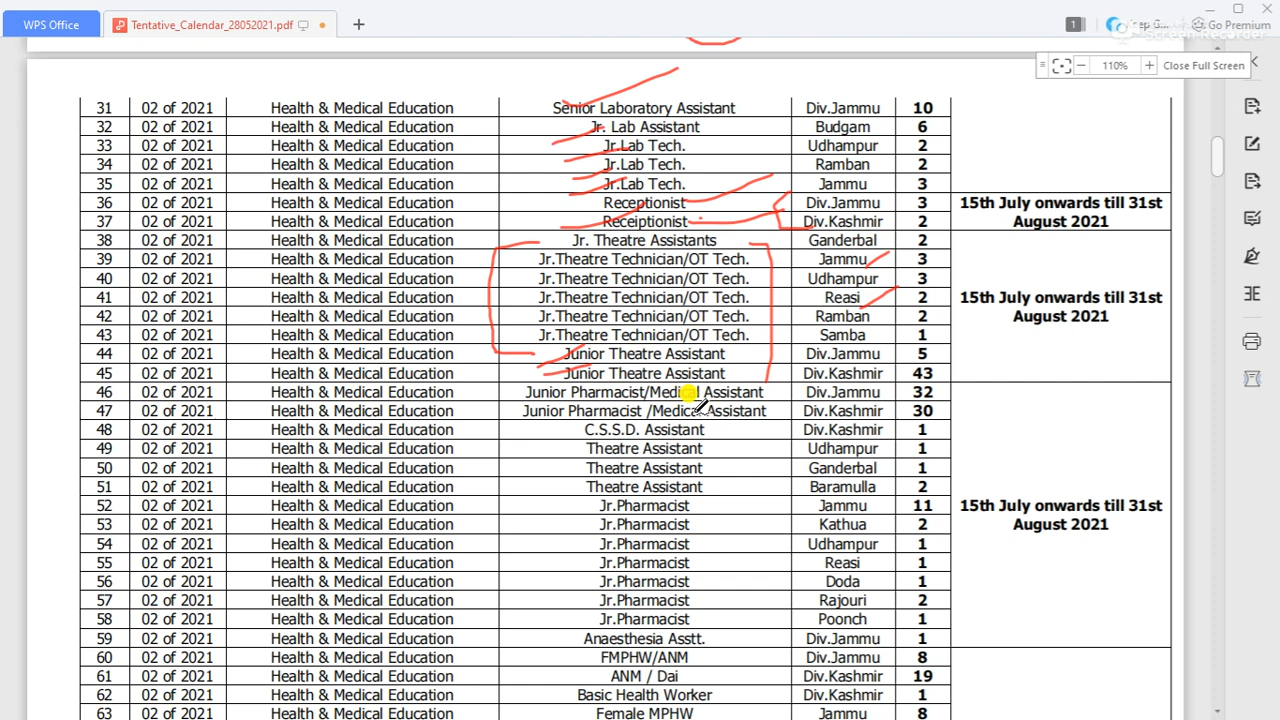 WPS Office
Tentative_Calendar_28052021.pdf
1
Go Premium
110%
Close Full Screen
31 02 of 2021 Health & Medical Education Senior Laboratory Assistant Div.Jammu 10
32 02 of 2021 Health & Medical Education Jr. Lab Assistant Budgam 6
33 02 of 2021 Health & Medical Education Jr.Lab Tech. Udhampur 2
34 02 of 2021 Health & Medical Education Jr.Lab Tech. Ramban 2
35 02 of 2021 Health & Medical Education Jr.Lab Tech. Jammu 3
36 02 of 2021 Health & Medical Education Receptionist Div.Jammu 3
15th July onwards till 31st
37 02 of 2021 Health & Medical Education Receiptionist Div.Kashmir 2
August 2021
38 02 of 2021 Health & Medical Education Jr. Theatre Assistants Ganderbal 2
39 02 of 2021 Health & Medical Education Jr.Theatre Technician/OT Tech. Jammu 3
40 02 of 2021 Health & Medical Education Jr.Theatre Technician/OT Tech. Udhampur 3
41 02 of 2021 Health & Medical Education Jr.Theatre Technician/OT Tech. Reasi 2
15th July onwards till 31st
42 02 of 2021 Health & Medical Education Jr.Theatre Technician/OT Tech. Ramban 2
August 2021
43 02 of 2021 Health & Medical Education Jr.Theatre Technician/OT Tech. Samba 1
44 02 of 2021 Health & Medical Education Junior Theatre Assistant Div.Jammu 5
45 02 of 2021 Health & Medical Education Junior Theatre Assistant Div.Kashmir 43
46 02 of 2021 Health & Medical Education Junior Pharmacist/Medical Assistant Div.Jammu 32
47 02 of 2021 Health & Medical Education Junior Pharmacist /Medical Assistant Div.Kashmir 30
48 02 of 2021 Health & Medical Education C.S.S.D. Assistant Div.Kashmir 1
49 02 of 2021 Health & Medical Education Theatre Assistant Udhampur 1
50 02 of 2021 Health & Medical Education Theatre Assistant Ganderbal 1
51 02 of 2021 Health & Medical Education Theatre Assistant Baramulla 2
52 02 of 2021 Health & Medical Education Jr.Pharmacist Jammu 11
15th July onwards till 31st
53 02 of 2021 Health & Medical Education Jr.Pharmacist Kathua 2
August 2021
54 02 of 2021 Health & Medical Education Jr.Pharmacist Udhampur 1
55 02 of 2021 Health & Medical Education Jr.Pharmacist Reasi 1
56 02 of 2021 Health & Medical Education Jr.Pharmacist Doda 1
57 02 of 2021 Health & Medical Education Jr.Pharmacist Rajouri 2
58 02 of 2021 Health & Medical Education Jr.Pharmacist Poonch 1
59 02 of 2021 Health & Medical Education Anaesthesia Asstt. Div.Jammu 1
60 02 of 2021 Health & Medical Education FMPHW/ANM Div.Jammu 8
61 02 of 2021 Health & Medical Education ANM / Dai Div.Kashmir 19
62 02 of 2021 Health & Medical Education Basic Health Worker Div.Kashmir 1
63 02 of 2021 Health & Medical Education Female MPHW Jammu 8